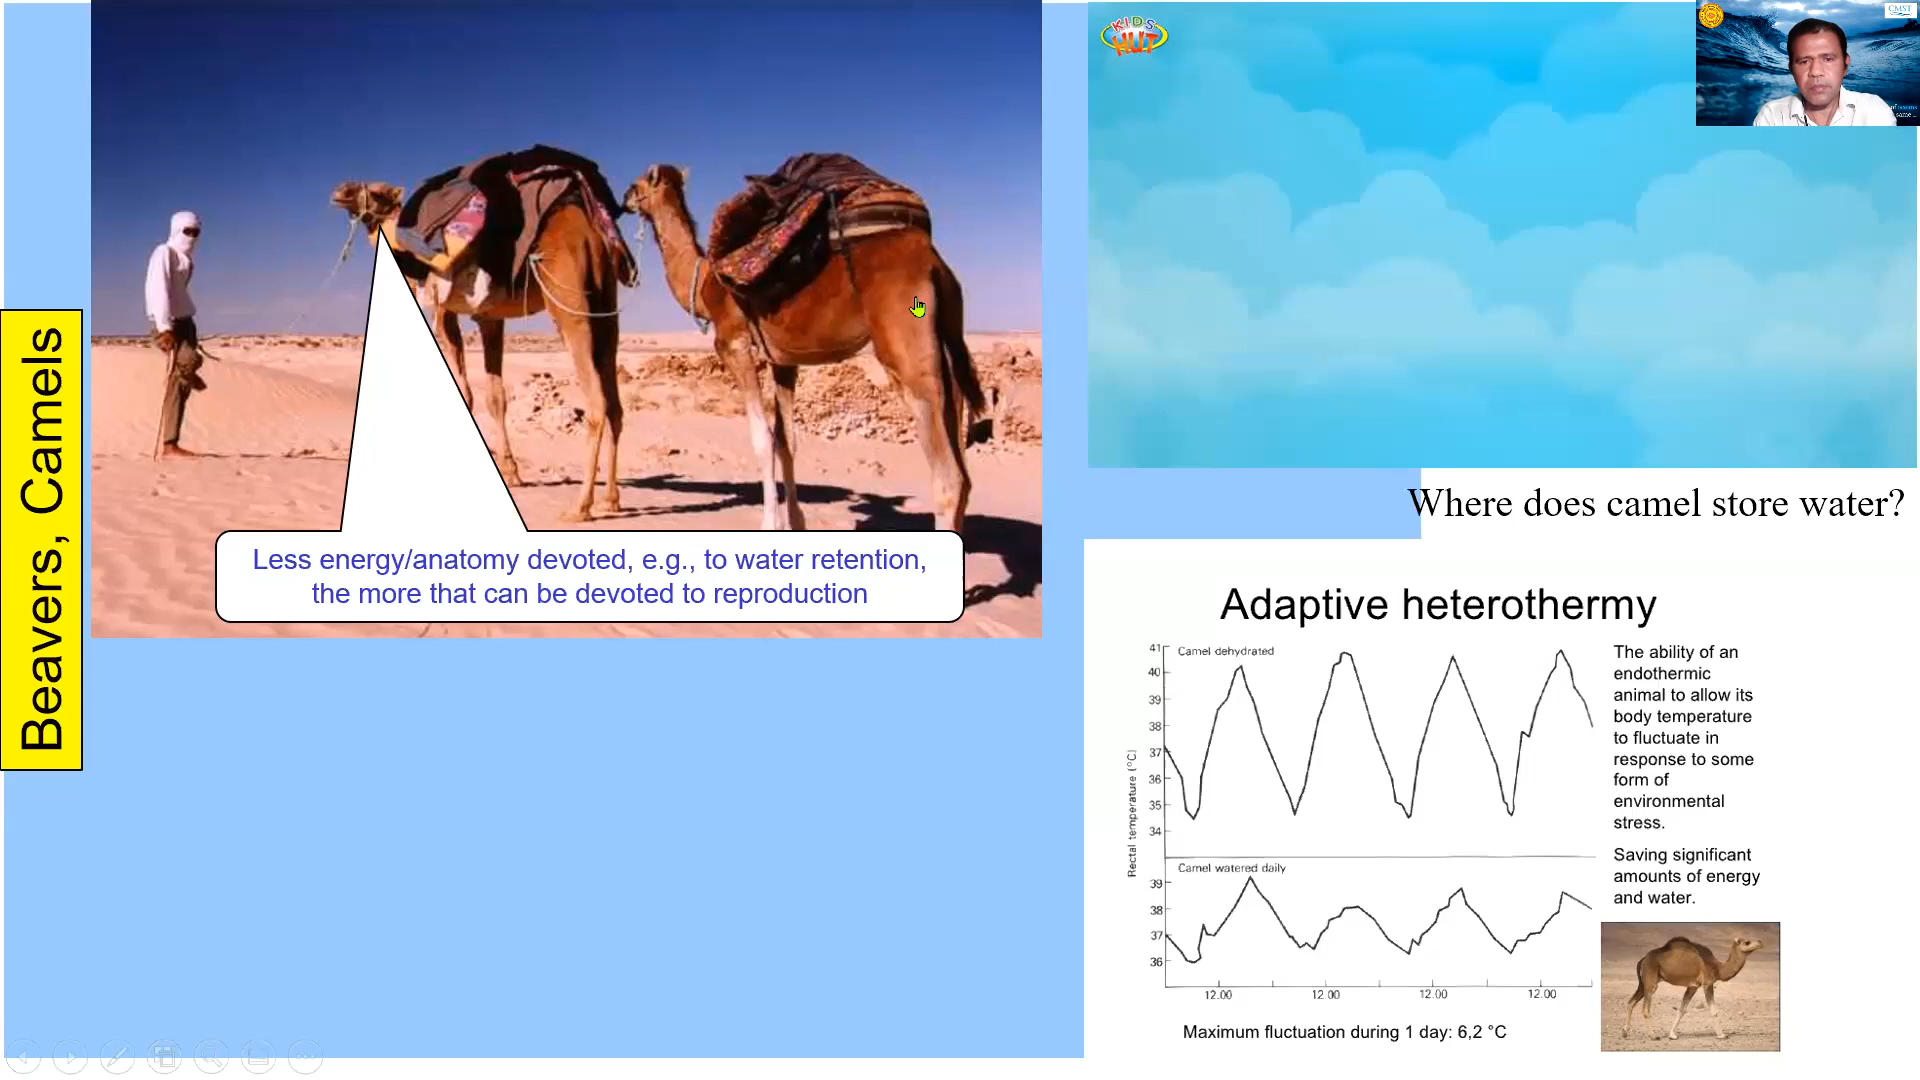 Beavers, Camels
Less energy/anatomy devoted, e.g., to water retention,
the more that can be devoted to reproduction
KIDS
HUT
CMST
of oceans
same ...
Where does camel store water?
Adaptive heterothermy
41
40
39
38
37
36
35
34
Camel dehydrated
Rectal temperature (°C)
Camel watered daily
39
38
37
36
12.00
12.00
12.00
12.00
Maximum fluctuation during 1 day: 6,2 °C
The ability of an
endothermic
animal to allow its
body temperature
to fluctuate in
response to some
form of
environmental
stress.
Saving significant
amounts of energy
and water.